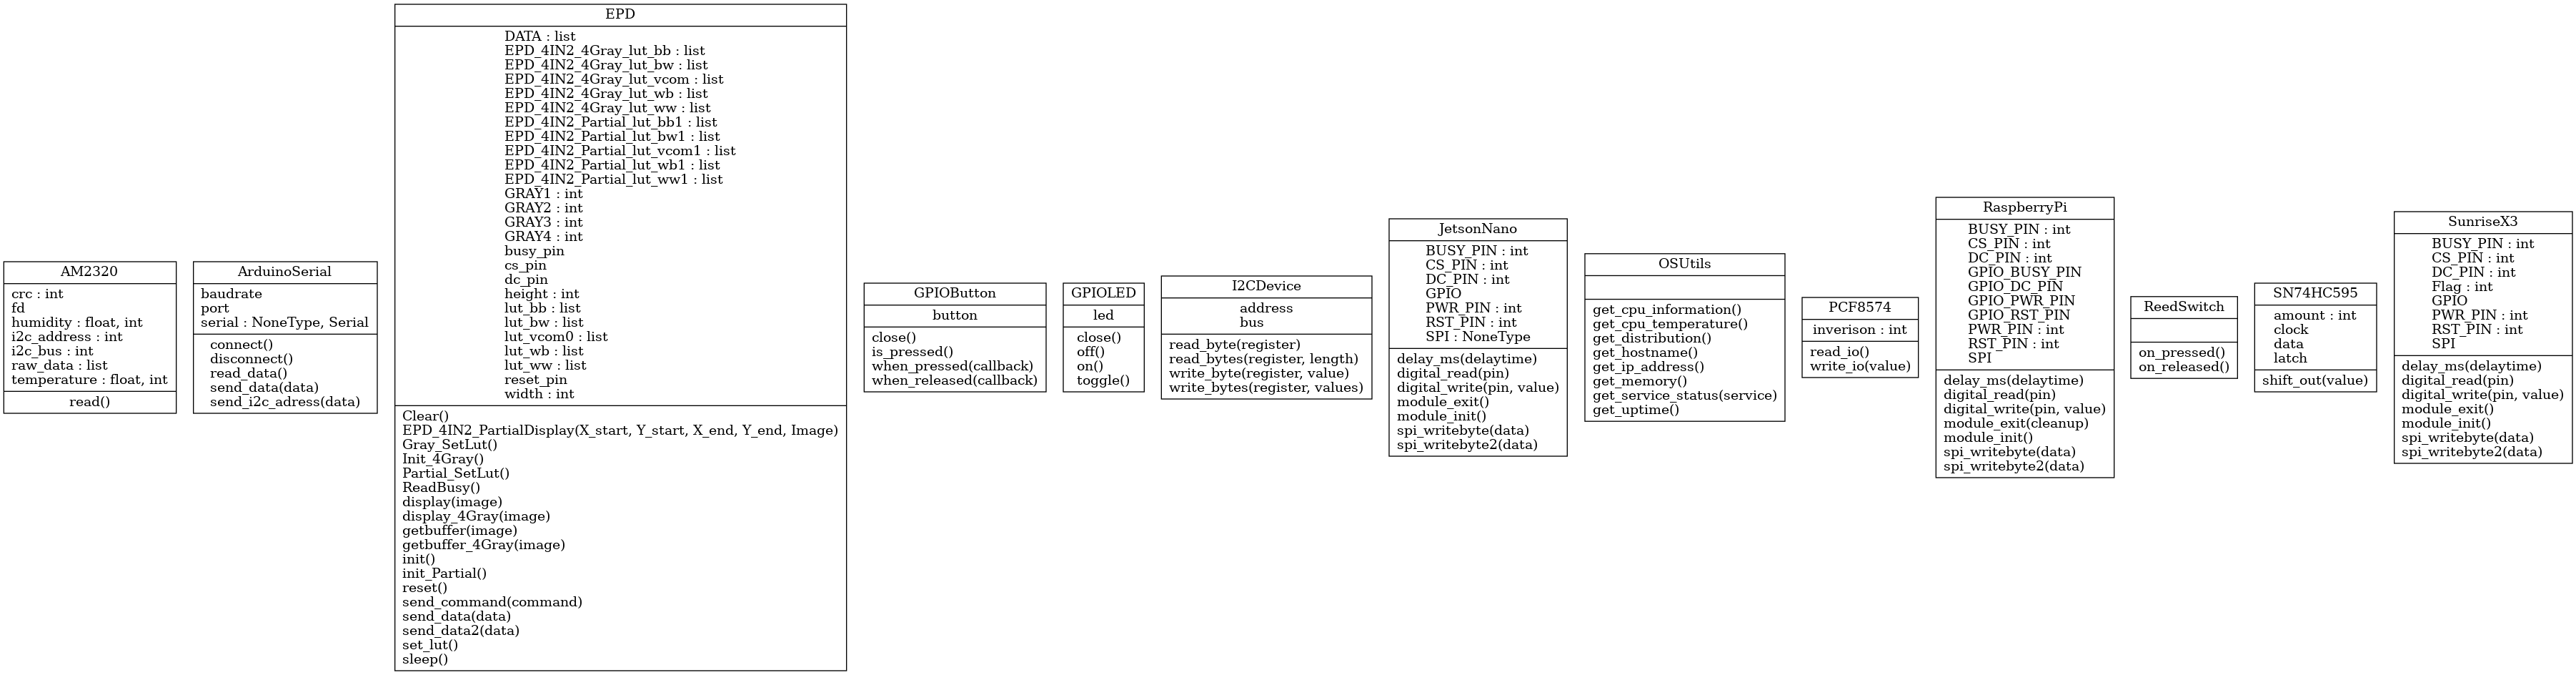 AM2320
crc : int
fd
humidity : float, int
i2c_address : int
i2c_bus : int
raw_data : list
temperature : float, int
read()
ArduinoSerial
baudrate
port
serial : NoneType, Serial
connect()
disconnect()
read_data()
send_data(data)
send_i2c_adress(data)
EPD
DATA : list
EPD_4IN2_4Gray_lut_bb : list
EPD_4IN2_4Gray_lut_bw : list
EPD_4IN2_4Gray_lut_vcom : list
EPD_4IN2_4Gray_lut_wb : list
EPD_4IN2_4Gray_lut_ww : list
EPD_4IN2_Partial_lut_bb1 : list
EPD_4IN2_Partial_lut_bw1 : list
EPD_4IN2_Partial_lut_vcom1 : list
EPD_4IN2_Partial_lut_wb1 : list
EPD_4IN2_Partial_lut_ww1 : list
GRAY1 : int
GRAY2 : int
GRAY3 : int
GRAY4 : int
busy_pin
cs_pin
dc_pin
height : int
lut_bb : list
lut_bw : list
lut_vcom0 : list
lut_wb : list
lut_ww : list
reset_pin
width : int
Clear()
EPD_4IN2_PartialDisplay(X_start, Y_start, X_end, Y_end, Image)
Gray_SetLut()
Init_4Gray()
Partial_SetLut()
ReadBusy()
display(image)
display_4Gray(image)
getbuffer(image)
getbuffer_4Gray(image)
init()
init_Partial()
reset()
send_command(command)
send_data(data)
send_data2(data)
set_lut()
sleep()
GPIOButton
button
close()
is_pressed()
when_pressed(callback)
when_released(callback)
GPIOLED
led
close()
off()
on()
toggle()
I2CDevice
address
bus
read_byte(register)
read_bytes(register, length)
write_byte(register, value)
write_bytes(register, values)
JetsonNano
BUSY_PIN : int
CS_PIN : int
DC_PIN : int
GPIO
PWR_PIN : int
RST_PIN : int
SPI : NoneType
delay_ms(delaytime)
digital_read(pin)
digital_write(pin, value)
module_exit()
module_init()
spi_writebyte(data)
spi_writebyte2(data)
OSUtils
get_cpu_information()
get_cpu_temperature()
get_distribution()
get_hostname()
get_ip_address()
get_memory()
get_service_status(service)
get_uptime()
PCF8574
inverison : int
read_io()
write_io(value)
RaspberryPi
BUSY_PIN : int
CS_PIN : int
DC_PIN : int
GPIO_BUSY_PIN
GPIO_DC_PIN
GPIO_PWR_PIN
GPIO_RST_PIN
PWR_PIN : int
RST_PIN : int
SPI
delay_ms(delaytime)
digital_read(pin)
digital_write(pin, value)
module_exit(cleanup)
module_init()
spi_writebyte(data)
spi_writebyte2(data)
ReedSwitch
on_pressed()
on_released()
SN74HC595
amount : int
clock
data
latch
shift_out(value)
SunriseX3
BUSY_PIN : int
CS_PIN : int
DC_PIN : int
Flag : int
GPIO
PWR_PIN : int
RST_PIN : int
SPI
delay_ms(delaytime)
digital_read(pin)
digital_write(pin, value)
module_exit()
module_init()
spi_writebyte(data)
spi_writebyte2(data)